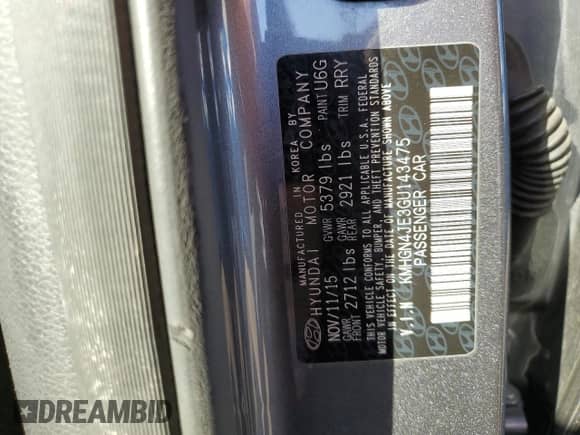 MANUFACTURED IN KOREA BY
HYUNDAI MOTOR COMPANY
NOV/11/15 GVWR 5379 lbs PAINT U6G
GAWR FRONT 2712 lbs GAWR REAR 2921 lbs TRIM RRY
THIS VEHICLE CONFORMS TO ALL APPLICABLE U.S.A. FEDERAL
MOTOR VEHICLE SAFETY, BUMPER, AND THEFT PREVENTION STANDARDS
IN EFFECT ON THE DATE OF MANUFACTURE SHOWN ABOVE
V.I.N : KMHGN4JE3GU143475
PASSENGER CAR
DREAMBID